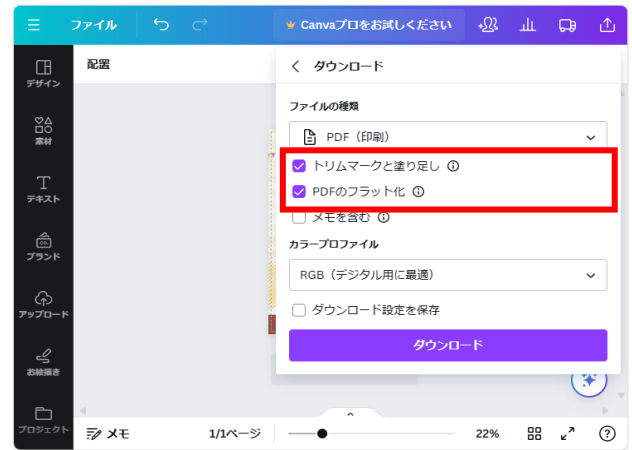 ファイル
Canvaプロをお試しください
デザイン
素材
テキスト
ブランド
アップロード
お絵描き
プロジェクト
配置
ダウンロード
ファイルの種類
PDF（印刷）
トリムマークと塗り足し
PDFのフラット化
メモを含む
カラープロファイル
RGB（デジタル用に最適）
ダウンロード設定を保存
ダウンロード
メモ
1/1ページ
22%